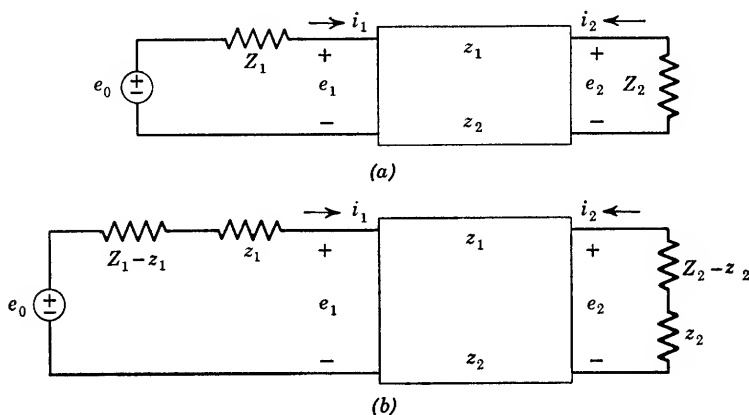 i₁ i₂
Z₁ + z₁ +
e₀ e₁ e₂ Z₂
− z₂ −
(a)
i₁ i₂
Z₁−z₁ z₁ + z₁ + Z₂−z₂
e₀ e₁ e₂
z₂
− z₂ −
(b)